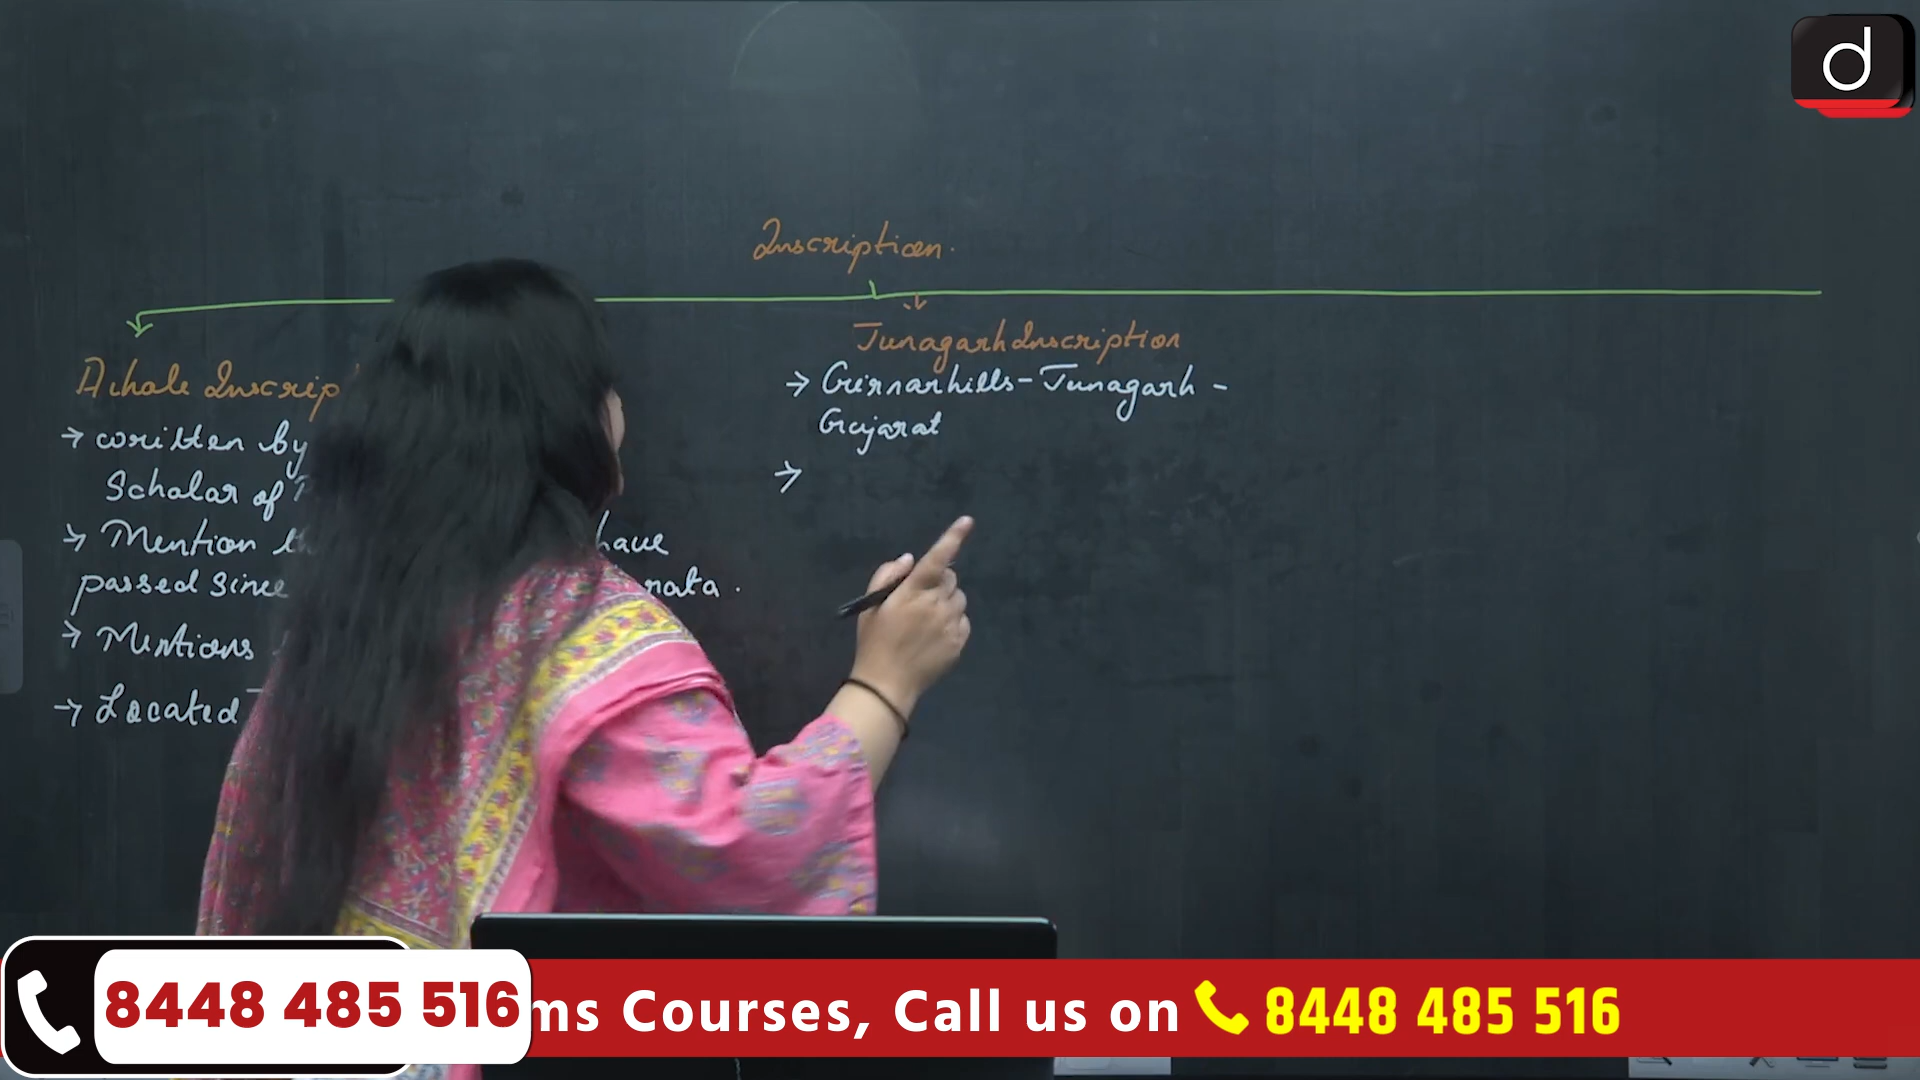 d
Inscription.
Aihole Inscrip
→ written by
Scholar of
→ Mention have
passed since rata.
→ Mentions
→ Located
Junagarh Inscription
→ Girnar hills - Junagarh -
Gujarat
→
8448 485 516
ms Courses, Call us on 8448 485 516